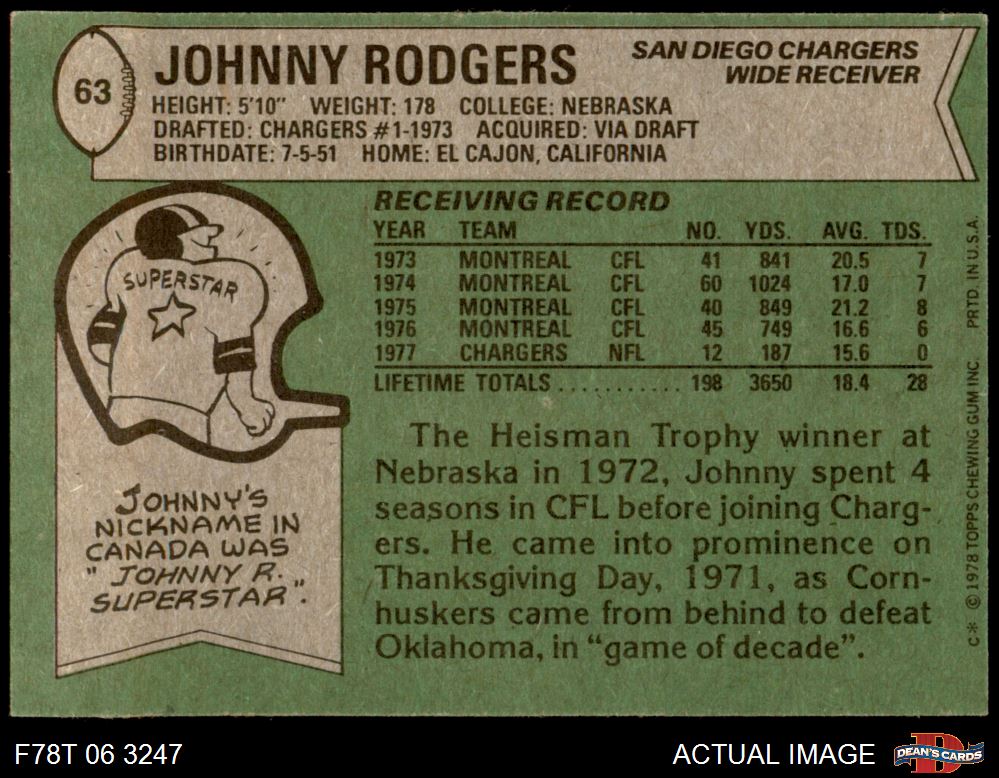 63
JOHNNY RODGERS
SAN DIEGO CHARGERS
WIDE RECEIVER
HEIGHT: 5'10" WEIGHT: 178 COLLEGE: NEBRASKA
DRAFTED: CHARGERS #1-1973 ACQUIRED: VIA DRAFT
BIRTHDATE: 7-5-51 HOME: EL CAJON, CALIFORNIA
SUPERSTAR
JOHNNY'S
NICKNAME IN
CANADA WAS
"JOHNNY R.
SUPERSTAR".
RECEIVING RECORD
YEAR TEAM NO. YDS. AVG. TDS.
1973 MONTREAL CFL 41 841 20.5 7
1974 MONTREAL CFL 60 1024 17.0 7
1975 MONTREAL CFL 40 849 21.2 8
1976 MONTREAL CFL 45 749 16.6 6
1977 CHARGERS NFL 12 187 15.6 0
LIFETIME TOTALS............ 198 3650 18.4 28
The Heisman Trophy winner at
Nebraska in 1972, Johnny spent 4
seasons in CFL before joining Charg-
ers. He came into prominence on
Thanksgiving Day, 1971, as Corn-
huskers came from behind to defeat
Oklahoma, in "game of decade".
C* © 1978 TOPPS CHEWING GUM INC. PRTD. IN U.S.A.
F78T 06 3247
ACTUAL IMAGE
DEAN'S CARDS